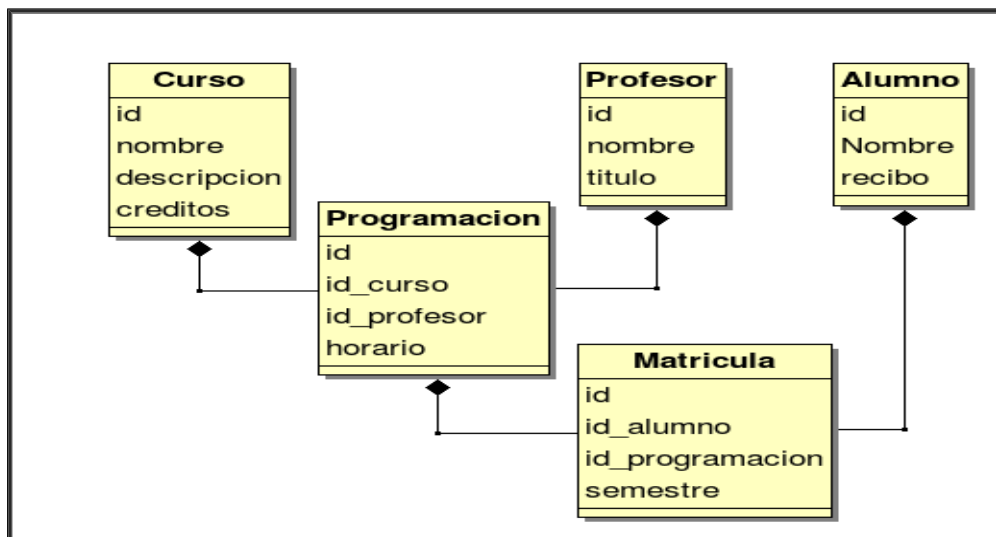 Curso
id
nombre
descripcion
creditos
Profesor
id
nombre
titulo
Alumno
id
Nombre
recibo
Programacion
id
id_curso
id_profesor
horario
Matricula
id
id_alumno
id_programacion
semestre